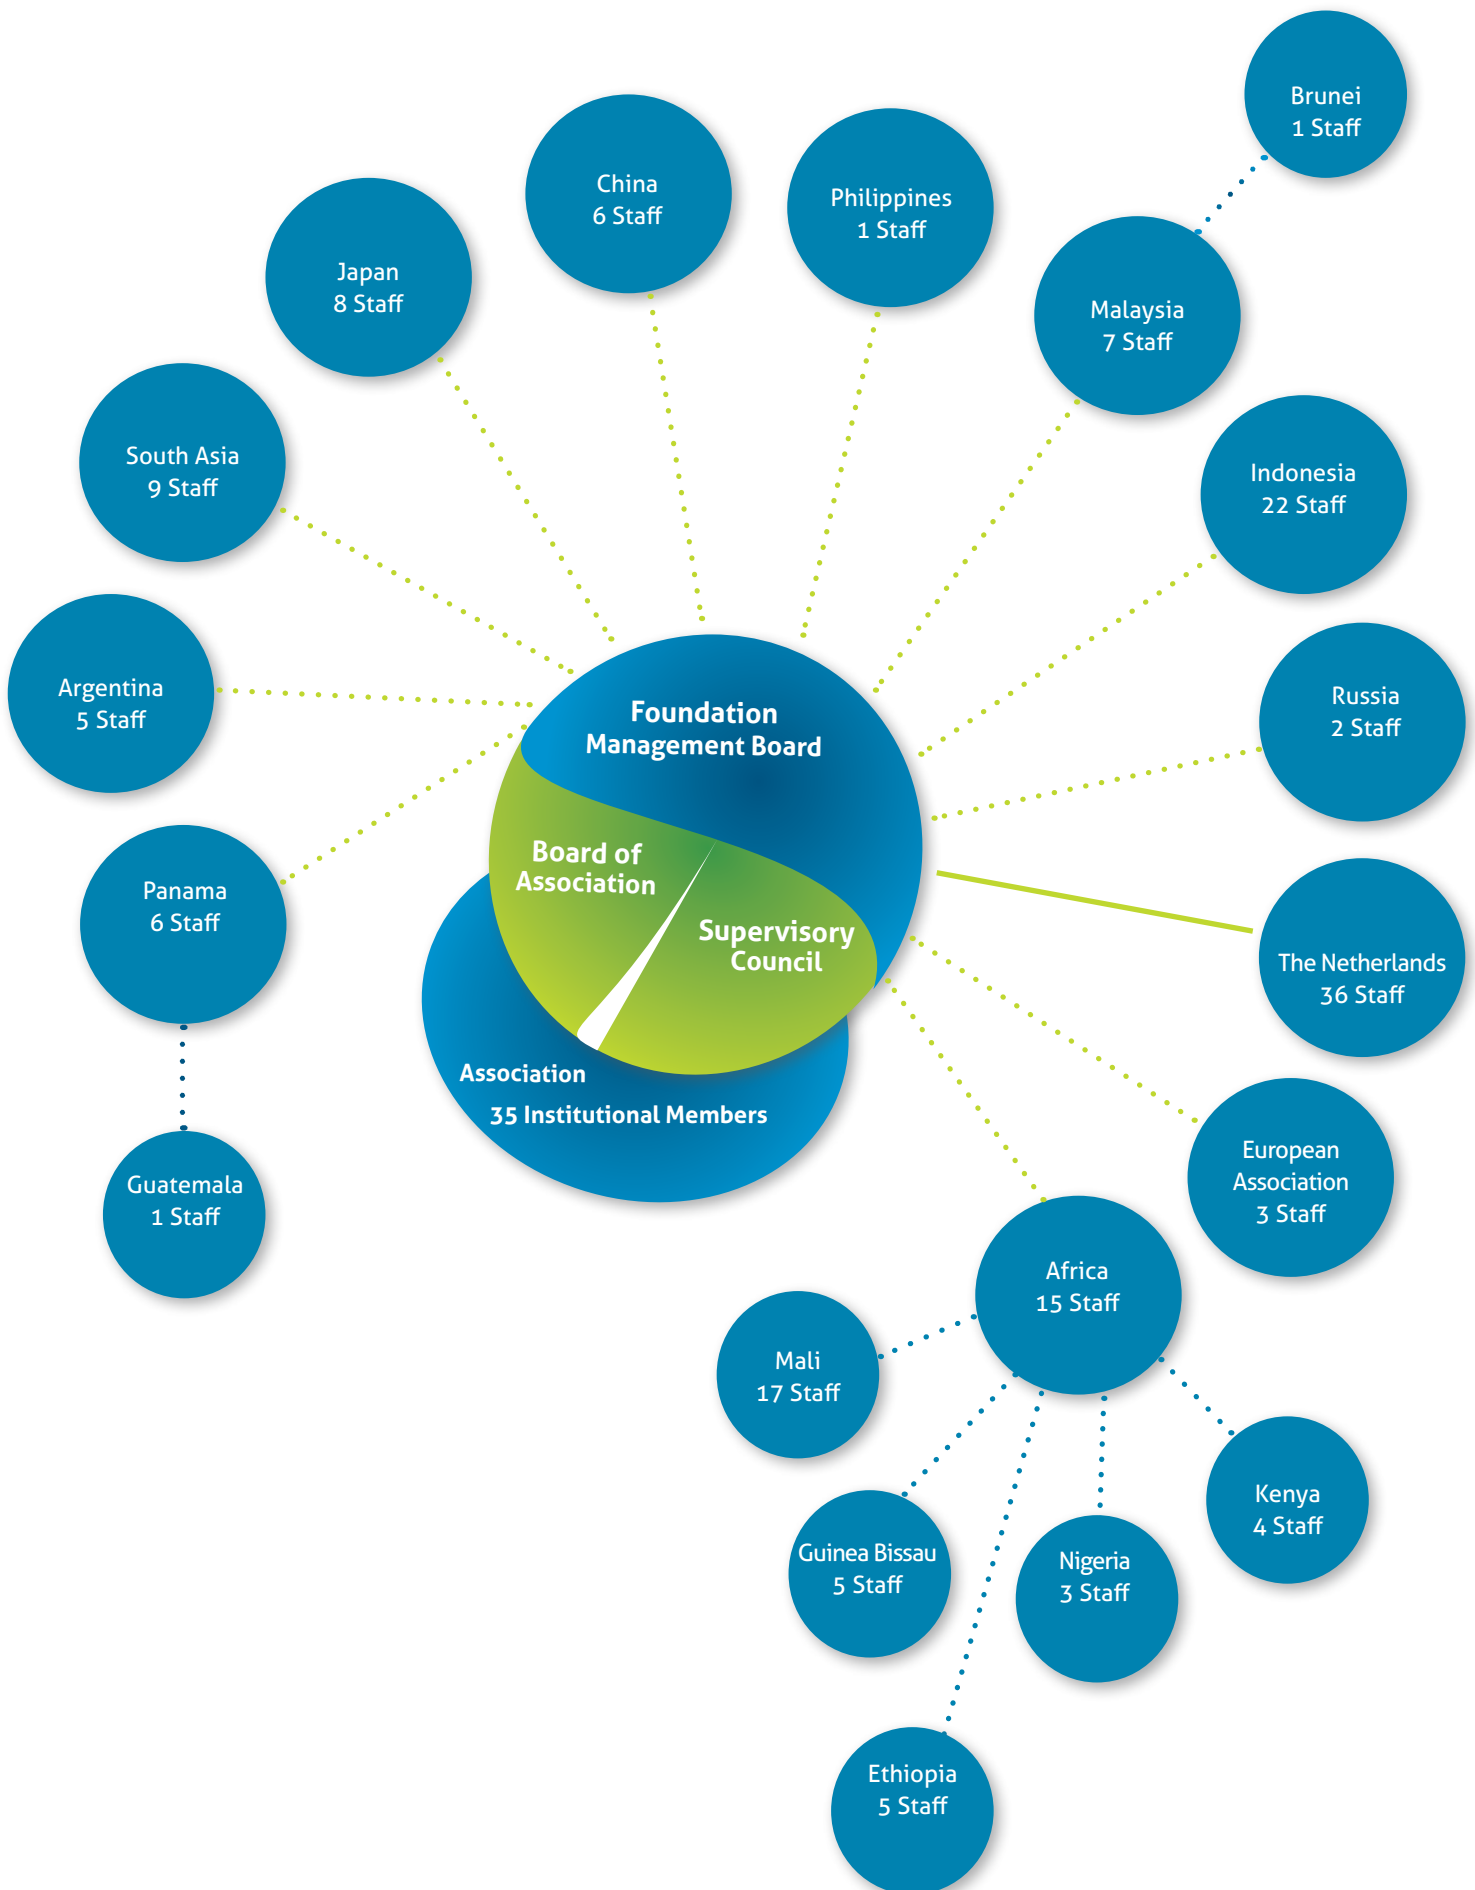 Brunei
1 Staff
China
6 Staff
Philippines
1 Staff
Japan
8 Staff
Malaysia
7 Staff
South Asia
9 Staff
Indonesia
22 Staff
Argentina
5 Staff
Foundation
Management Board
Russia
2 Staff
Board of
Association
Panama
6 Staff
Supervisory
Council
The Netherlands
36 Staff
Association
35 Institutional Members
European
Association
3 Staff
Guatemala
1 Staff
Africa
15 Staff
Mali
17 Staff
Kenya
4 Staff
Guinea Bissau
5 Staff
Nigeria
3 Staff
Ethiopia
5 Staff